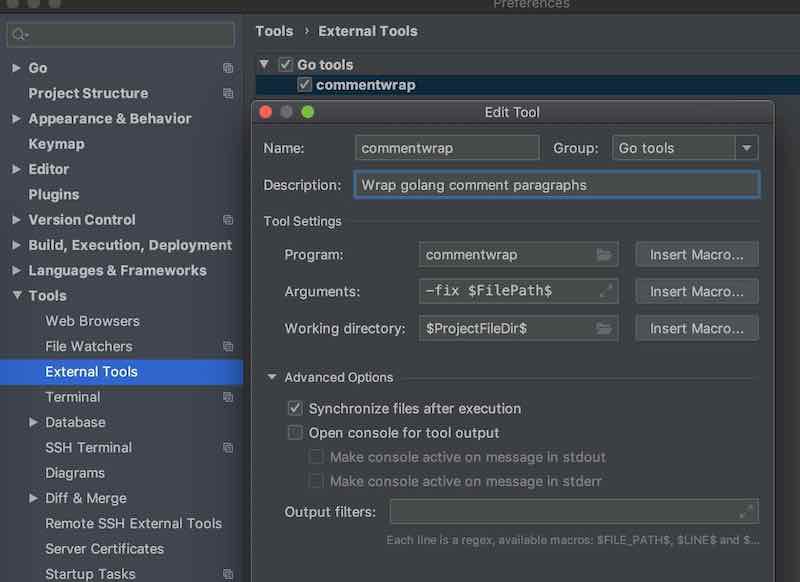 Preferences
Go
Project Structure
Appearance & Behavior
Keymap
Editor
Plugins
Version Control
Build, Execution, Deployment
Languages & Frameworks
Tools
Web Browsers
File Watchers
External Tools
Terminal
Database
SSH Terminal
Diagrams
Diff & Merge
Remote SSH External Tools
Server Certificates
Startup Tasks
Tools › External Tools
Go tools
commentwrap
Edit Tool
Name: commentwrap Group: Go tools
Description: Wrap golang comment paragraphs
Tool Settings
Program: commentwrap Insert Macro...
Arguments: -fix $FilePath$ Insert Macro...
Working directory: $ProjectFileDir$ Insert Macro...
Advanced Options
Synchronize files after execution
Open console for tool output
Make console active on message in stdout
Make console active on message in stderr
Output filters:
Each line is a regex, available macros: $FILE_PATH$, $LINE$ and $...